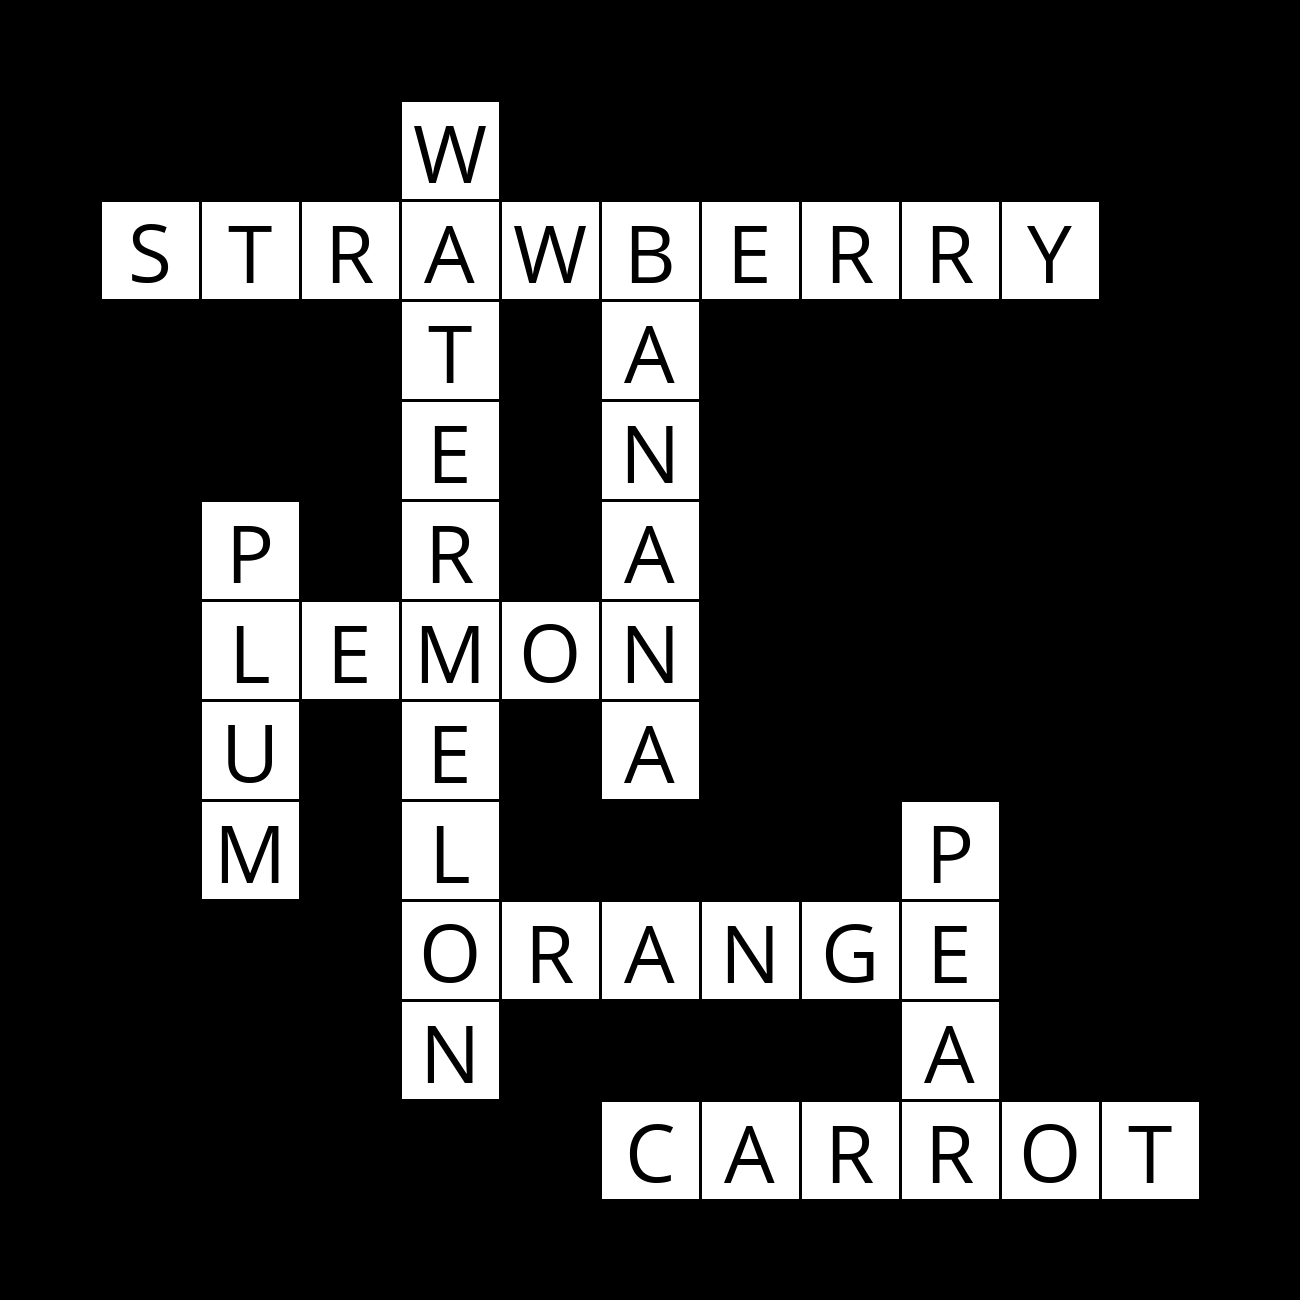 W
STRAWBERRY
T A
E N
P R A
LEMON
U E A
M L P
ORANGE
N A
CARROT